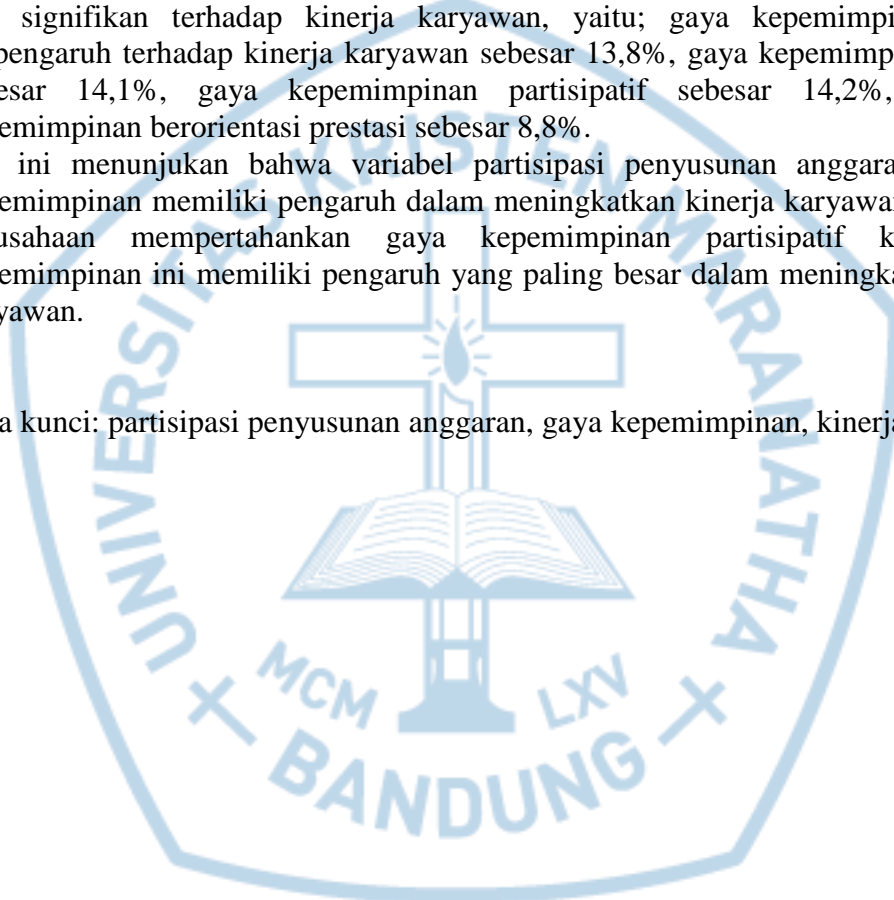 signifikan terhadap kinerja karyawan, yaitu; gaya kepemimpi
pengaruh terhadap kinerja karyawan sebesar 13,8%, gaya kepemimp
esar 14,1%, gaya kepemimpinan partisipatif sebesar 14,2%,
emimpinan berorientasi prestasi sebesar 8,8%.
ini menunjukan bahwa variabel partisipasi penyusunan anggara
emimpinan memiliki pengaruh dalam meningkatkan kinerja karyawan
usahaan mempertahankan gaya kepemimpinan partisipatif k
emimpinan ini memiliki pengaruh yang paling besar dalam meningka
yawan.
a kunci: partisipasi penyusunan anggaran, gaya kepemimpinan, kinerja
UNIVERSITAS KRISTEN MARANATHA
MCM LXV
BANDUNG